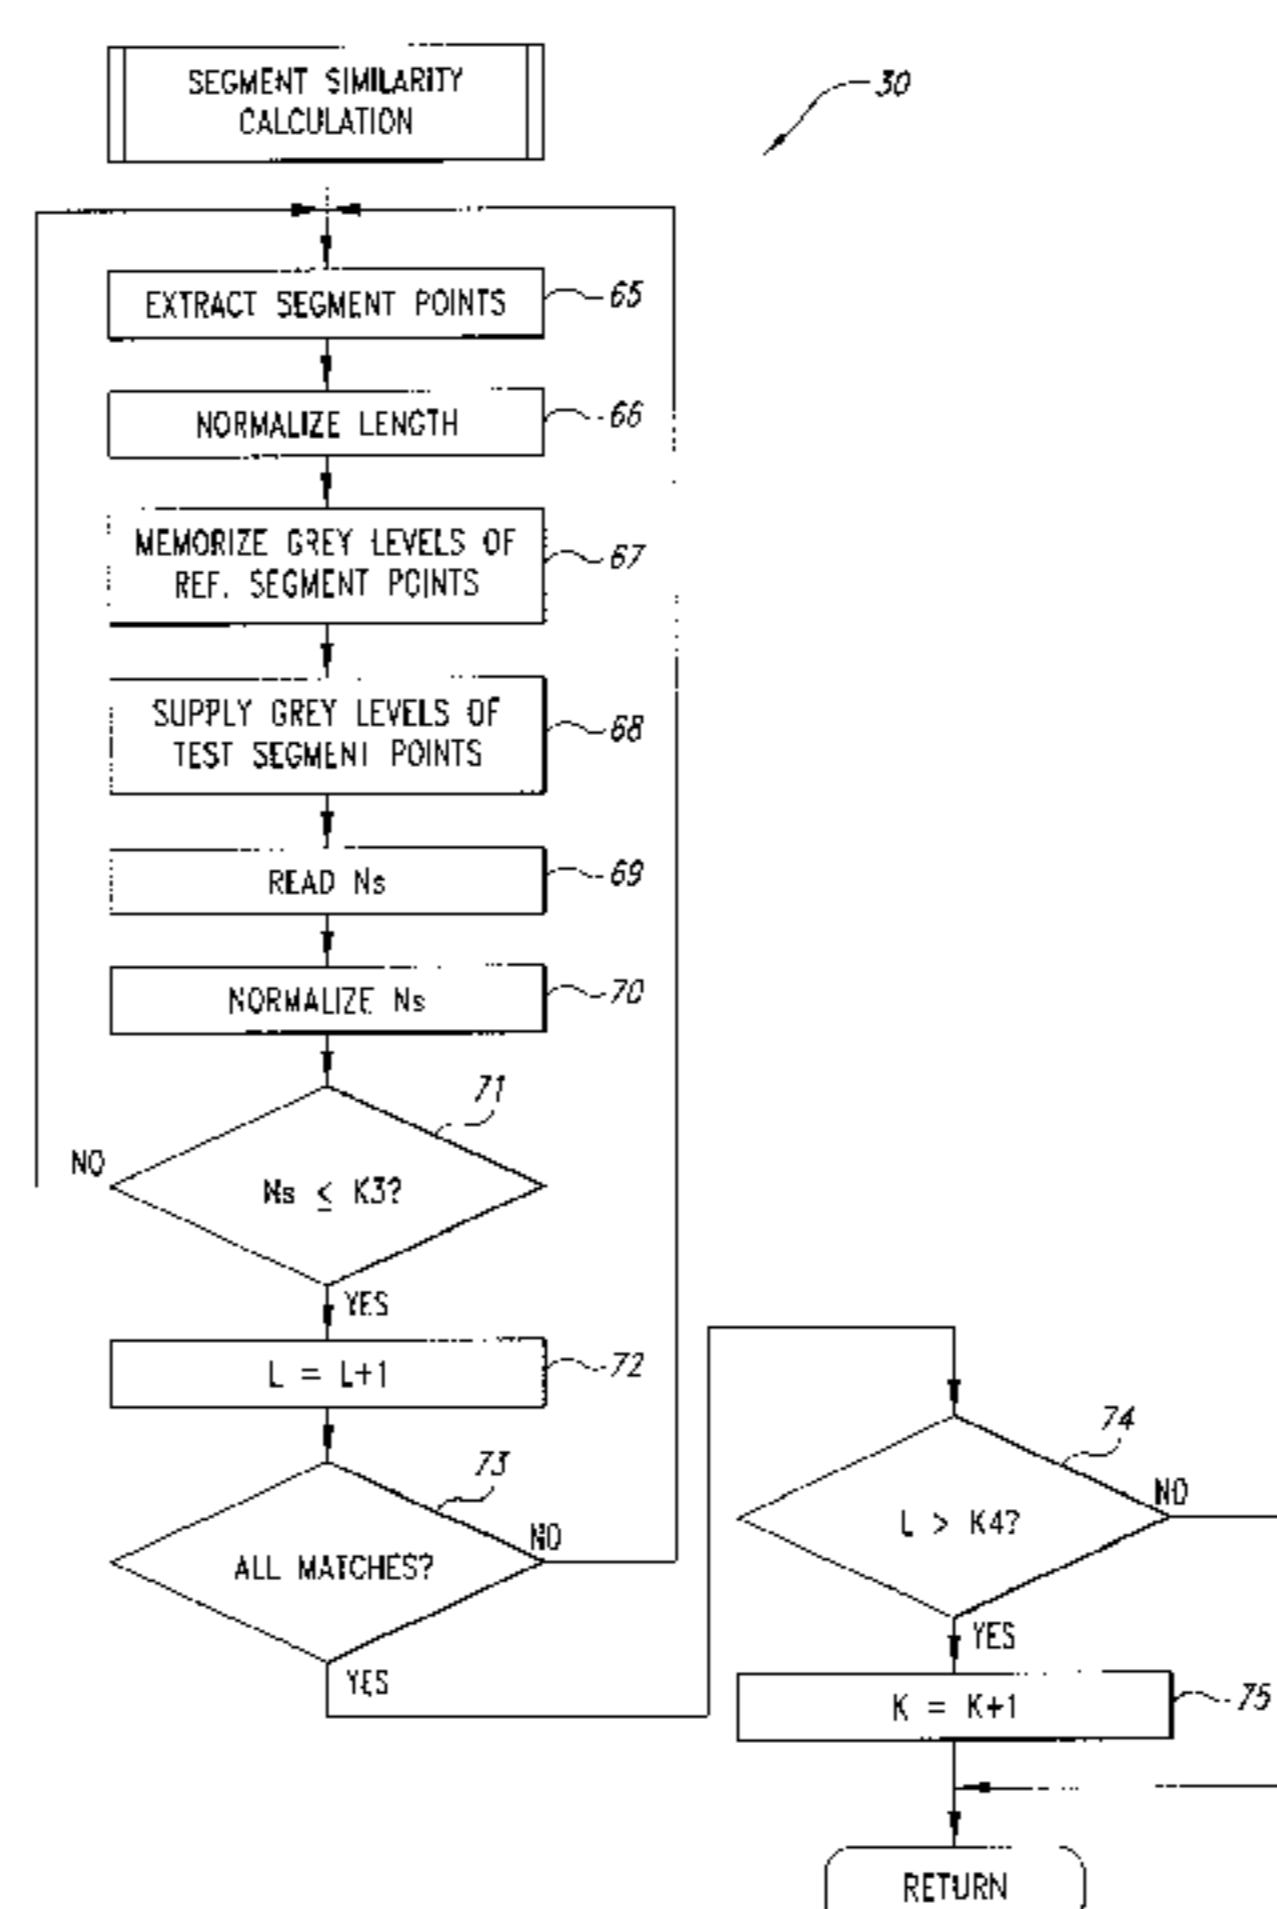 SEGMENT SIMILARITY
CALCULATION
30
EXTRACT SEGMENT POINTS
65
NORMALIZE LENGTH
66
MEMORIZE GREY LEVELS OF
REF. SEGMENT POINTS
67
SUPPLY GREY LEVELS OF
TEST SEGMENT POINTS
68
READ Ns
69
NORMALIZE Ns
70
71
NO
Ns ≤ K3?
YES
L = L+1
72
73
NO
ALL MATCHES?
YES
74
NO
L > K4?
YES
K = K+1
75
RETURN